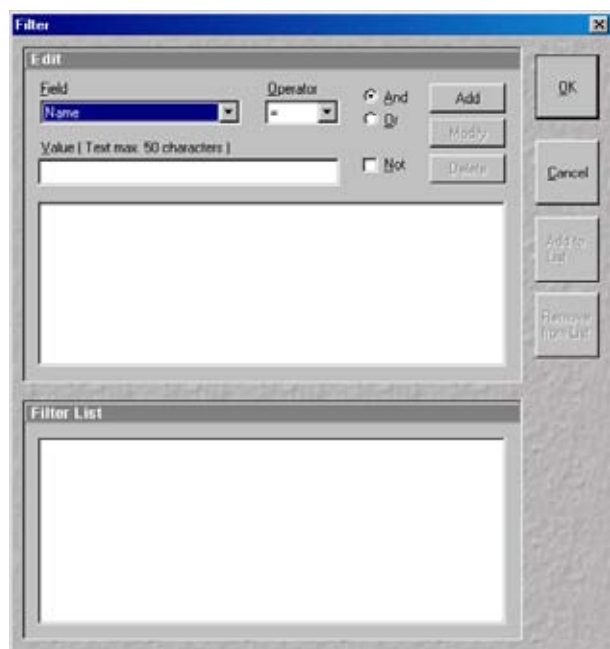 Filter
Edit
Field
Operator
Name
=
And
Or
Add
Modify
Value ( Text max. 50 characters )
Not
Delete
OK
Cancel
Add to
List
Remove
from List
Filter List